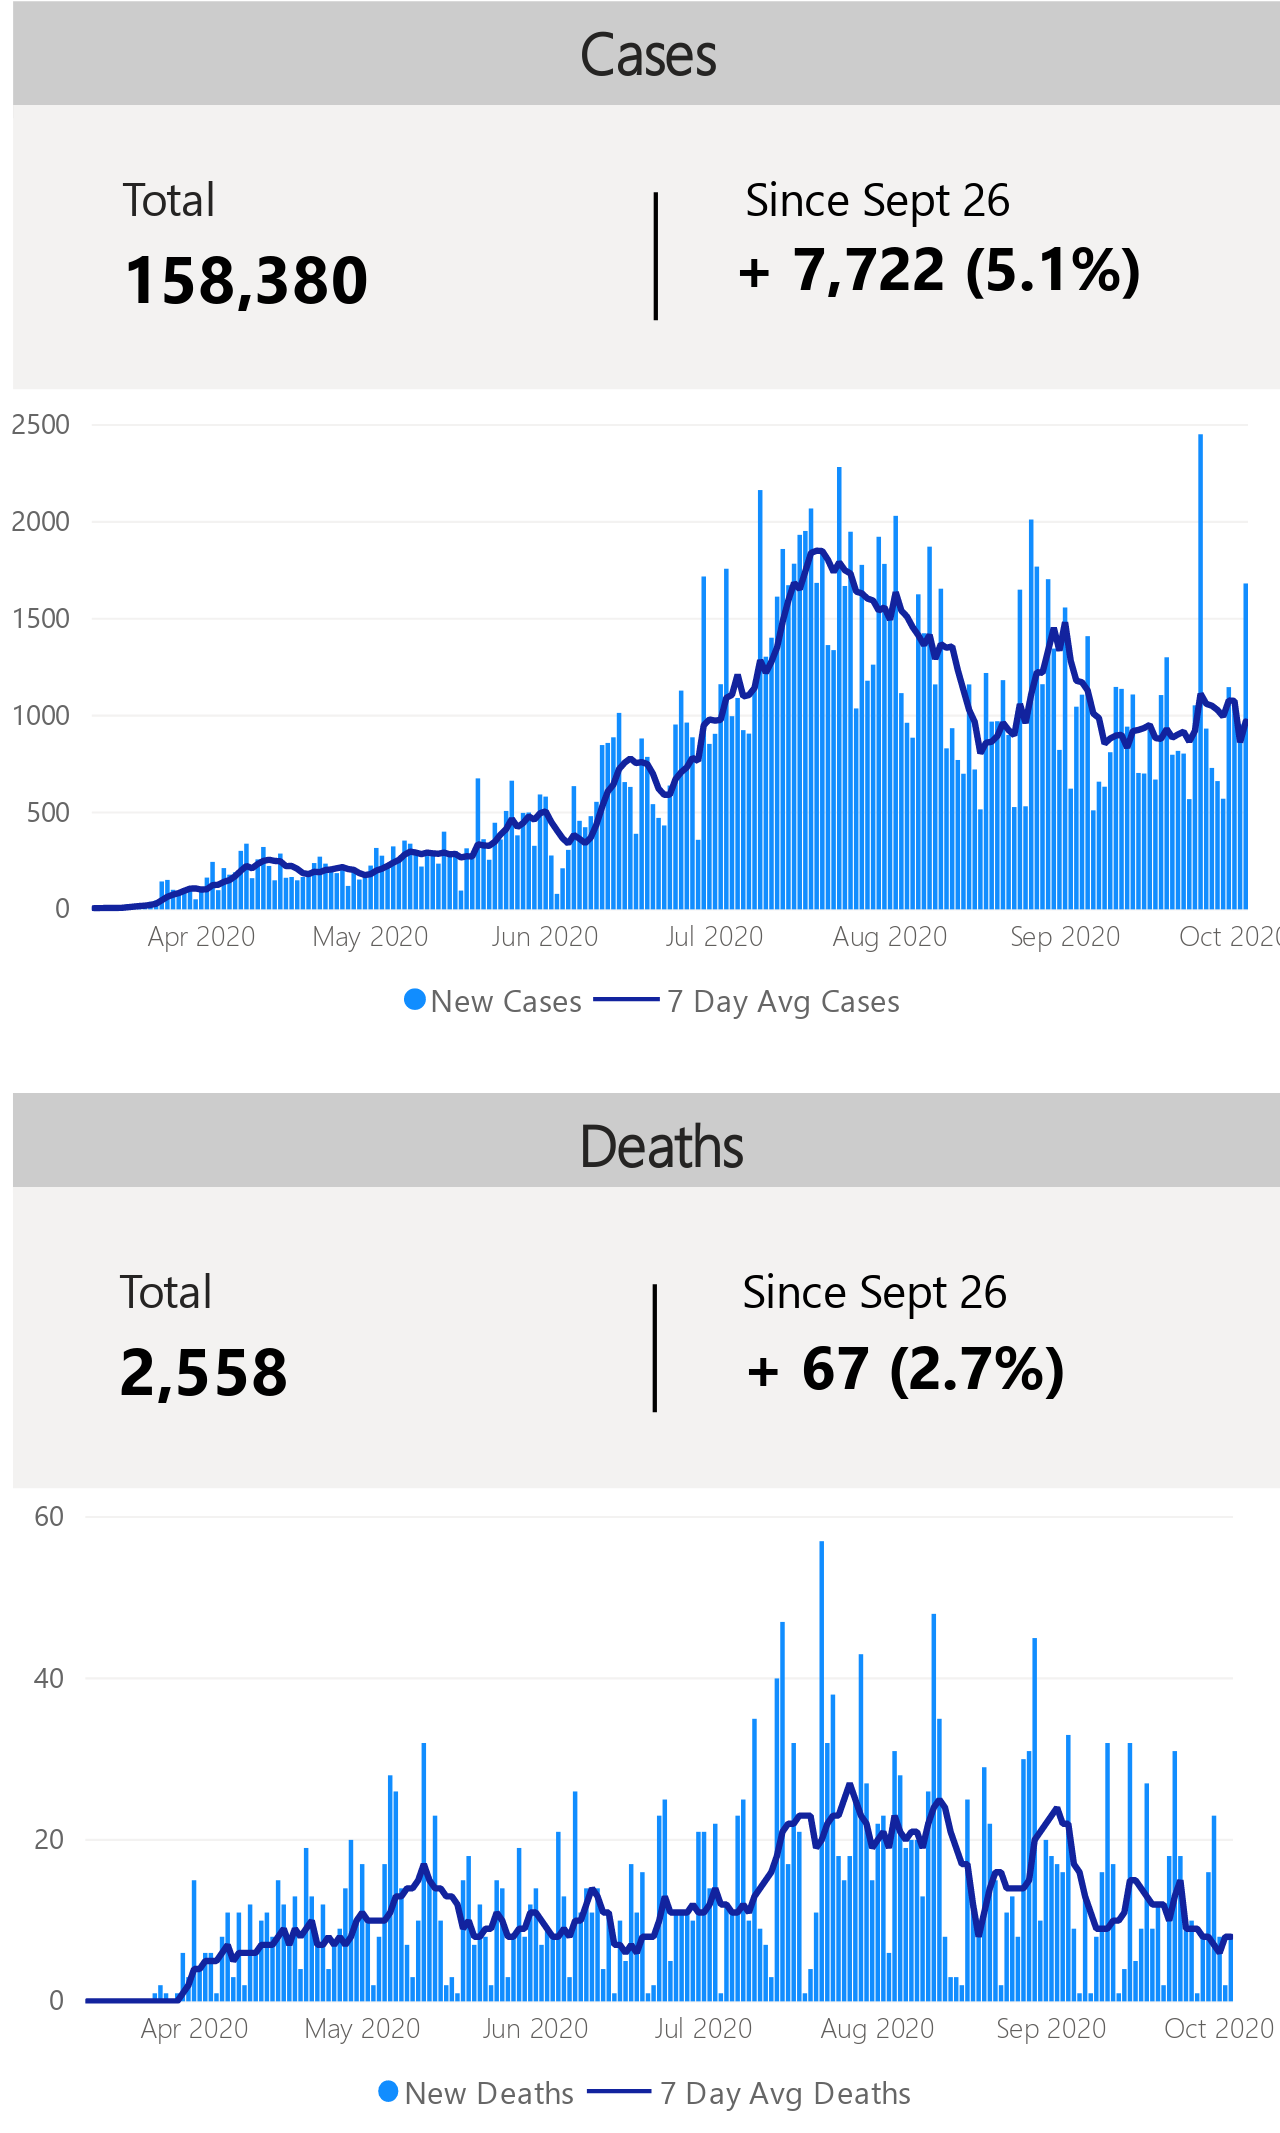 Cases
Total
Since Sept 26
158,380
+ 7,722 (5.1%)
2500
2000
1500
1000
500
0
Apr 2020 May 2020 Jun 2020 Jul 2020 Aug 2020 Sep 2020 Oct 2020
New Cases 7 Day Avg Cases
Deaths
Total
Since Sept 26
2,558
+ 67 (2.7%)
60
40
20
0
Apr 2020 May 2020 Jun 2020 Jul 2020 Aug 2020 Sep 2020 Oct 2020
New Deaths 7 Day Avg Deaths